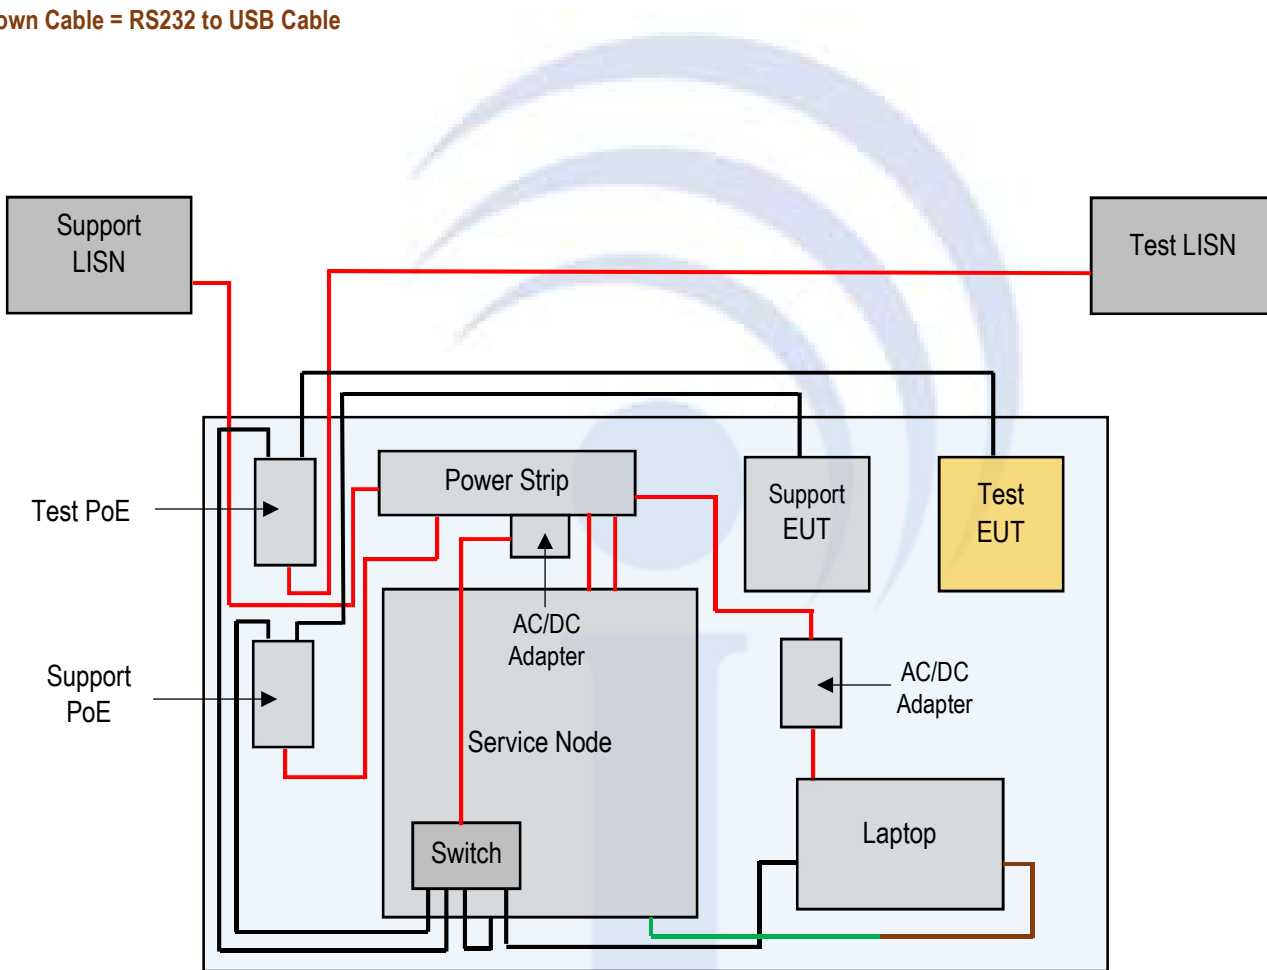 own Cable = RS232 to USB Cable
Support
LISN
Test LISN
Power Strip
Support
EUT
Test
EUT
Test PoE
AC/DC
Adapter
Support
PoE
AC/DC
Adapter
Service Node
Switch
Laptop